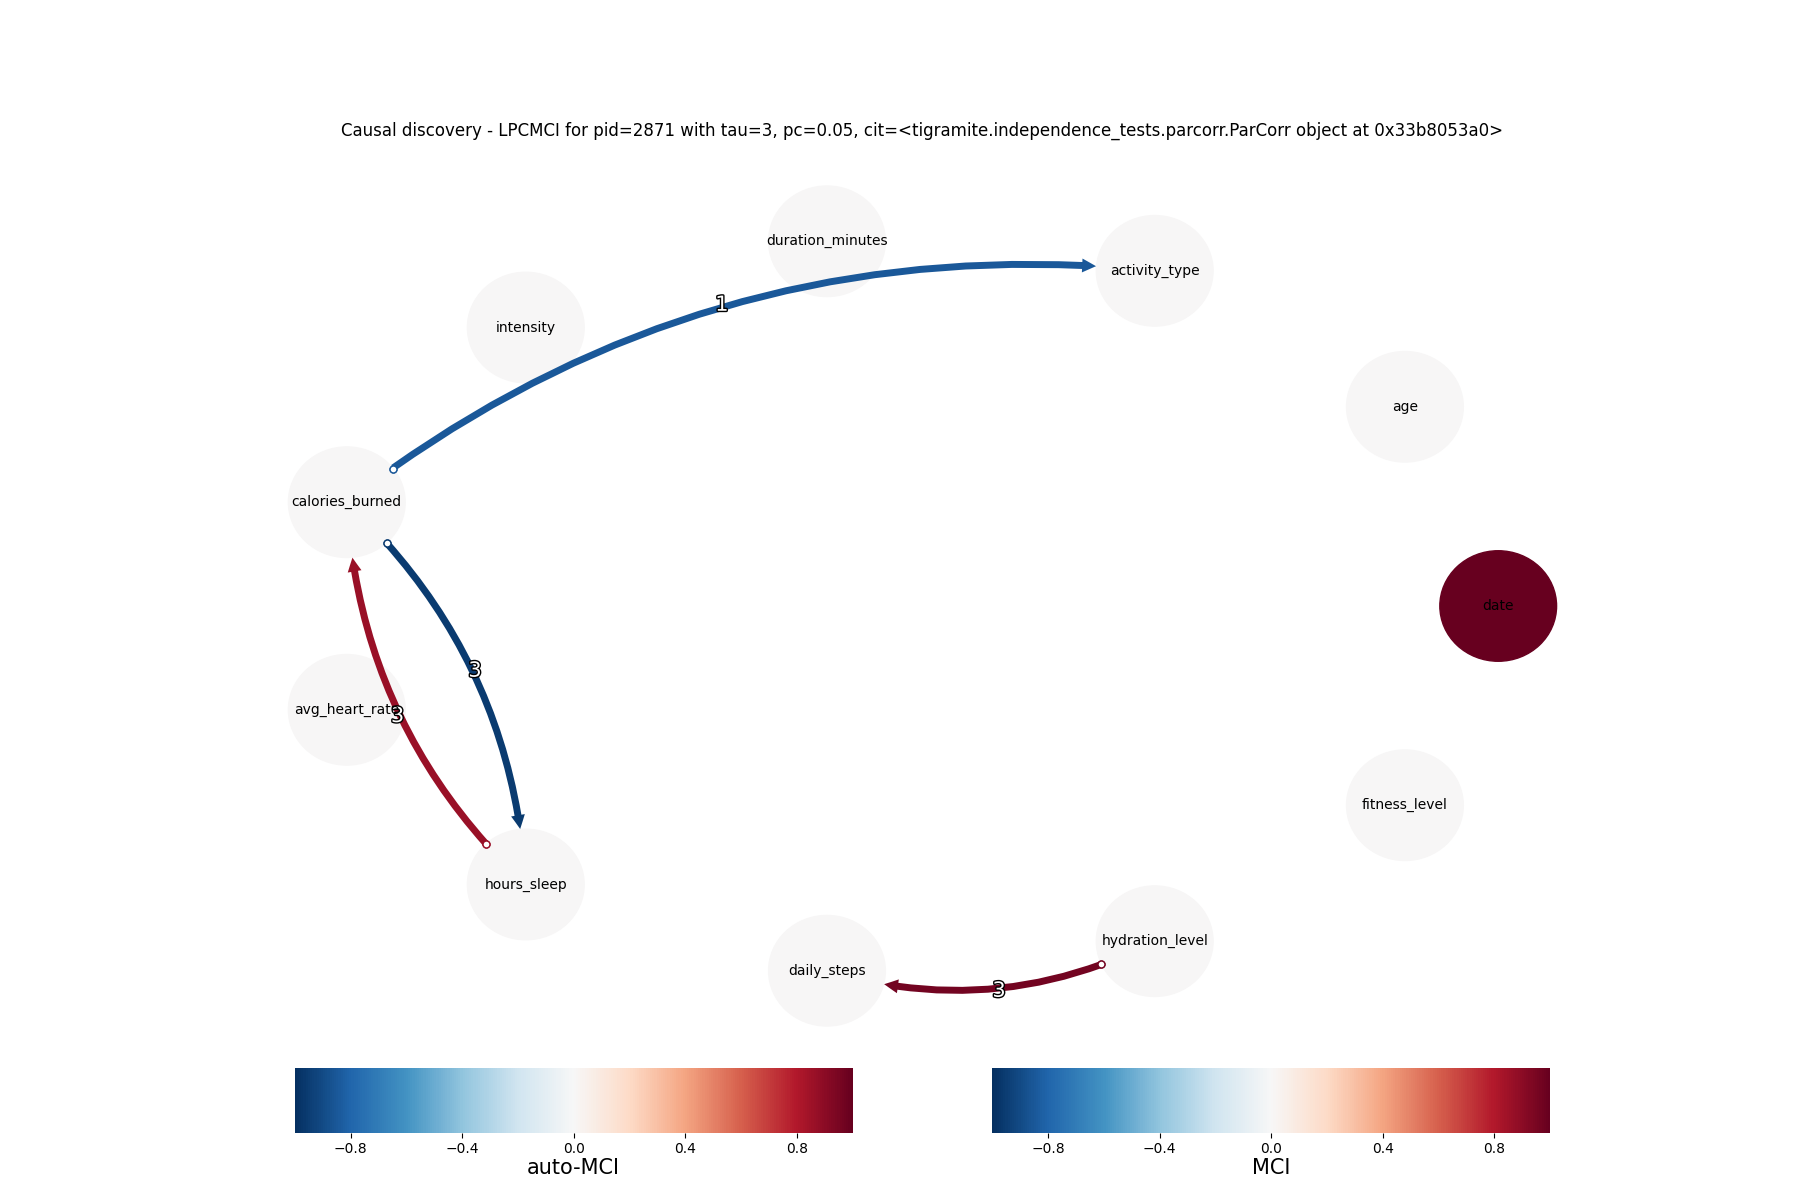 Causal discovery - LPCMCI for pid=2871 with tau=3, pc=0.05, cit=<tigramite.independence_tests.parcorr.ParCorr object at 0x33b8053a0>
duration_minutes
activity_type
1
intensity
age
calories_burned
date
3
avg_heart_rate
3
fitness_level
hours_sleep
hydration_level
daily_steps
3
−0.8 −0.4 0.0 0.4 0.8
auto-MCI
−0.8 −0.4 0.0 0.4 0.8
MCI